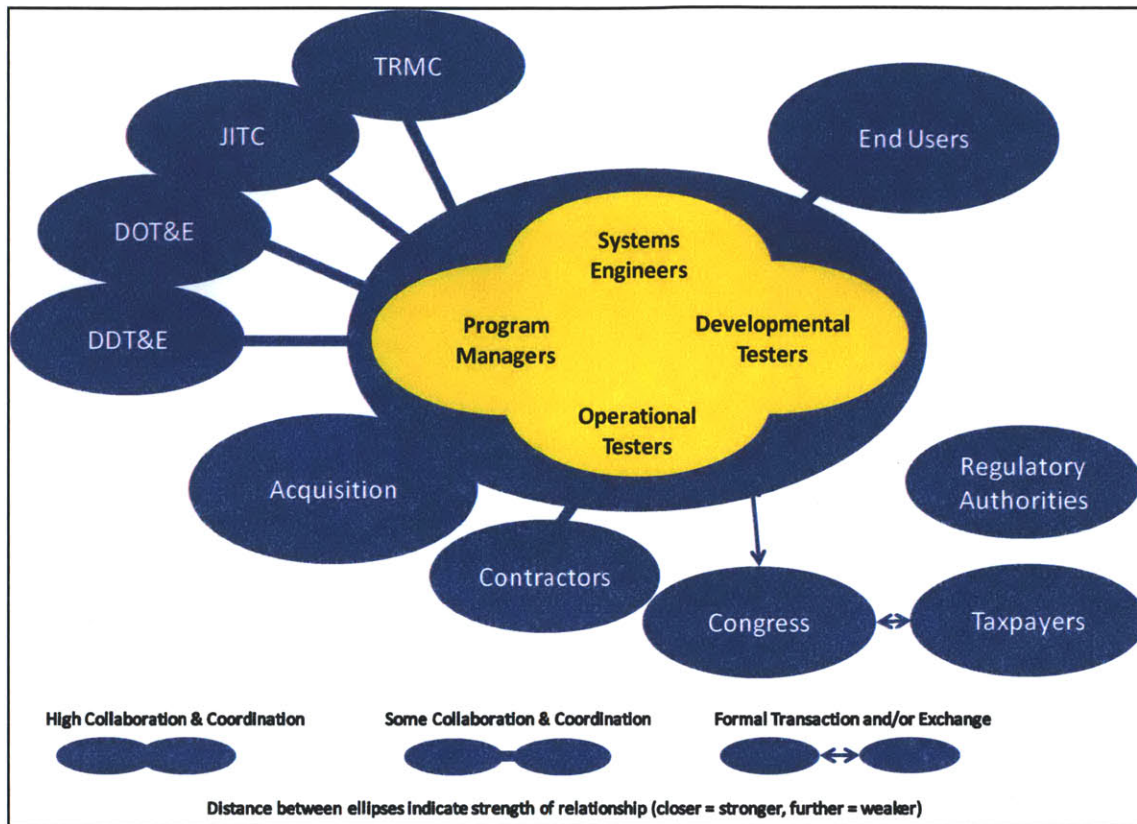 TRMC
JITC
End Users
DOT&E
Systems
Engineers
DDT&E
Program
Managers
Developmental
Testers
Operational
Testers
Acquisition
Regulatory
Authorities
Contractors
Congress
Taxpayers
High Collaboration & Coordination
Some Collaboration & Coordination
Formal Transaction and/or Exchange
Distance between ellipses indicate strength of relationship (closer = stronger, further = weaker)